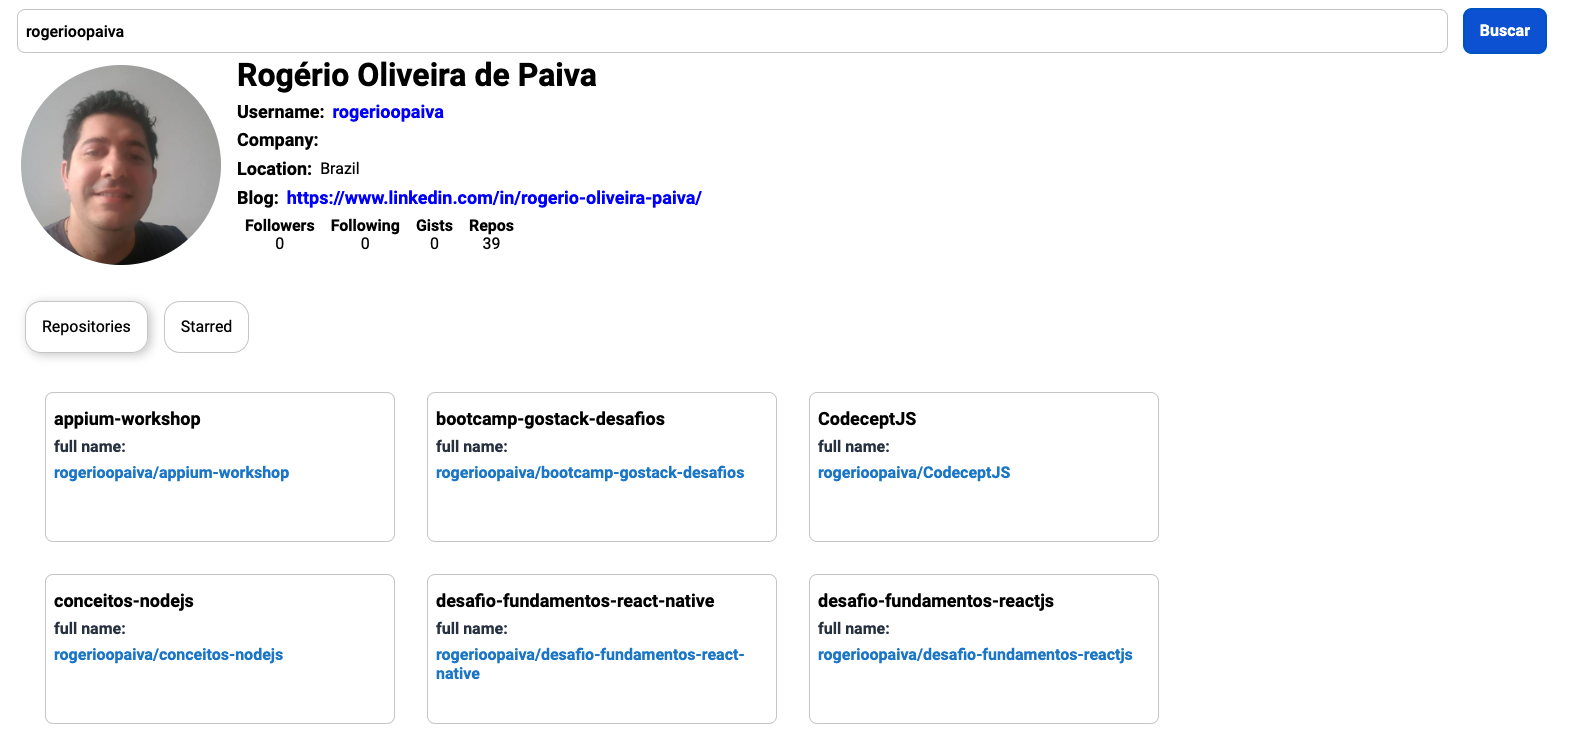 rogerioopaiva
Buscar
Rogério Oliveira de Paiva
Username: rogerioopaiva
Company:
Location: Brazil
Blog: https://www.linkedin.com/in/rogerio-oliveira-paiva/
Followers Following Gists Repos
0 0 0 39
Repositories Starred
appium-workshop
full name:
rogerioopaiva/appium-workshop
bootcamp-gostack-desafios
full name:
rogerioopaiva/bootcamp-gostack-desafios
CodeceptJS
full name:
rogerioopaiva/CodeceptJS
conceitos-nodejs
full name:
rogerioopaiva/conceitos-nodejs
desafio-fundamentos-react-native
full name:
rogerioopaiva/desafio-fundamentos-react-
native
desafio-fundamentos-reactjs
full name:
rogerioopaiva/desafio-fundamentos-reactjs